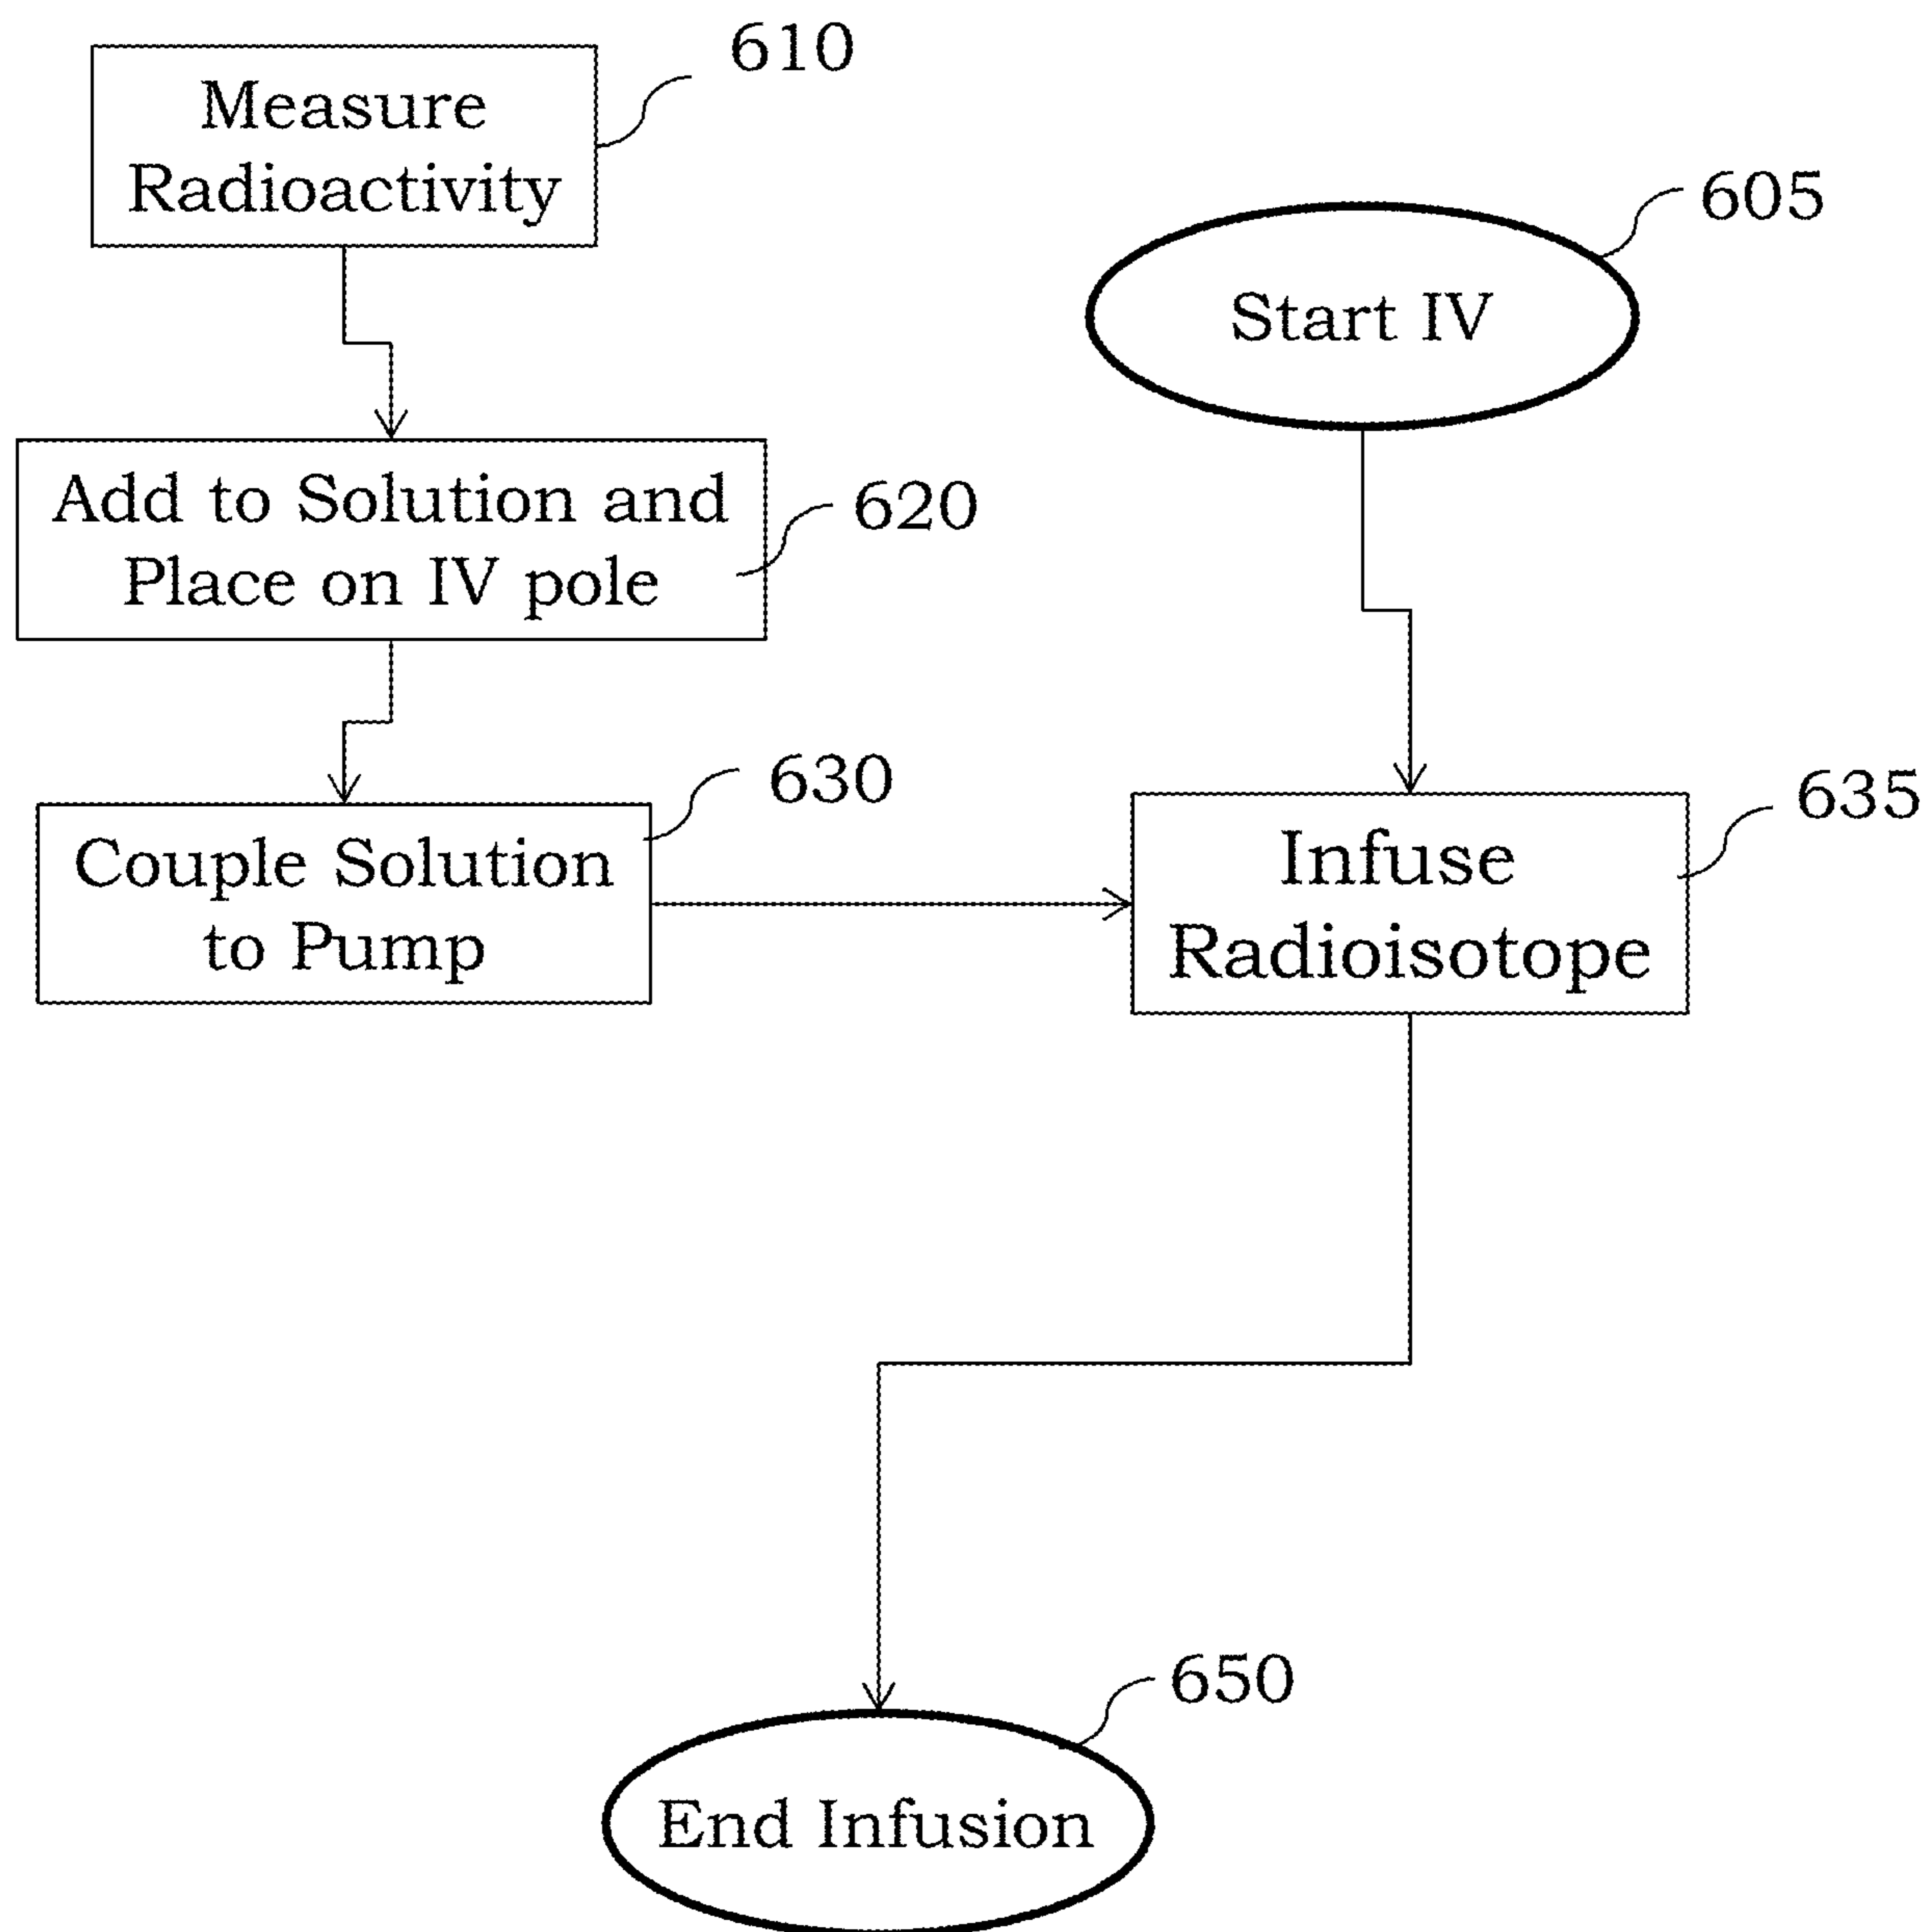 610
Measure
Radioactivity
605
Start IV
620
Add to Solution and
Place on IV pole
630
Couple Solution
to Pump
635
Infuse
Radioisotope
650
End Infusion